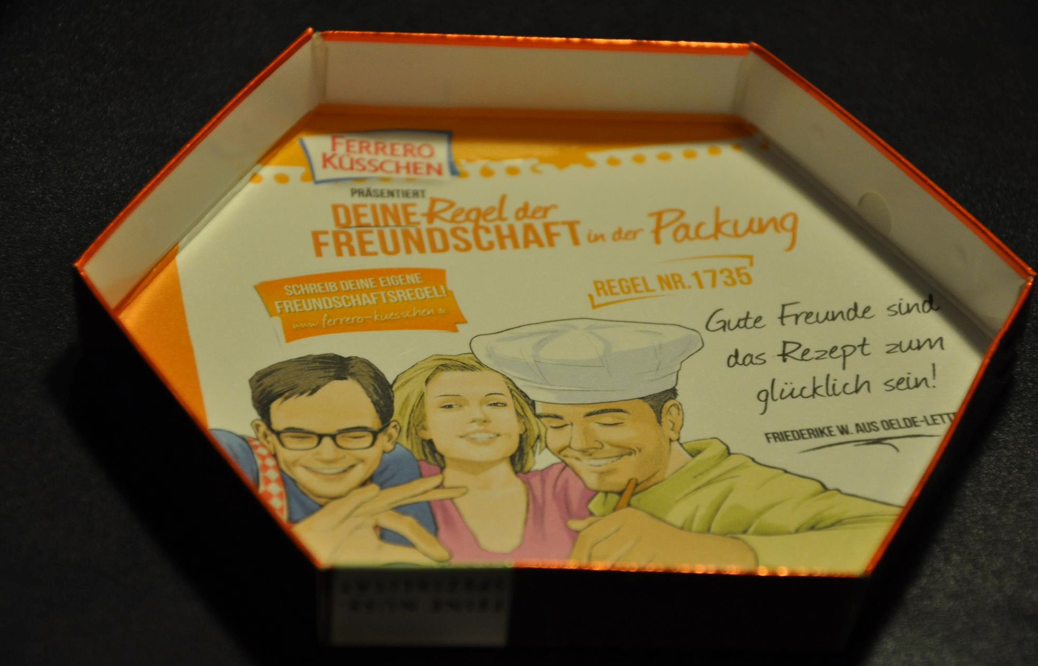 FERRERO
KÜSSCHEN
PRÄSENTIERT
DEINE Regel der
FREUNDSCHAFT in der Packung
SCHREIB DEINE EIGENE
FREUNDSCHAFTSREGEL!
www.ferrero-kuesschen.de
REGEL NR.1735
Gute Freunde sind
das Rezept zum
glücklich sein!
FRIEDERIKE W. AUS OELDE-LETT